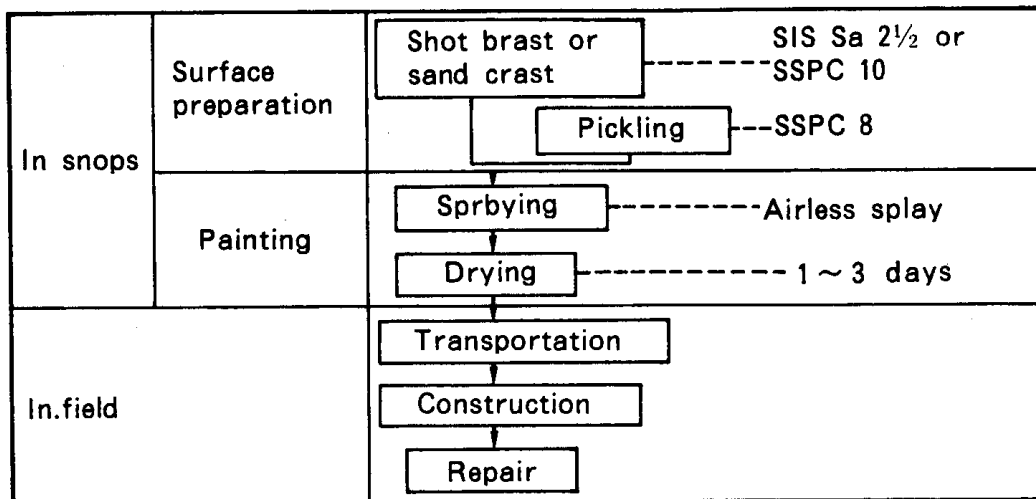 In snops
Surface
preparation
Shot brast or
sand crast
SIS Sa 2½ or
SSPC 10
Pickling
SSPC 8
Painting
Sprbying
Airless splay
Drying
1 ~ 3 days
In.field
Transportation
Construction
Repair